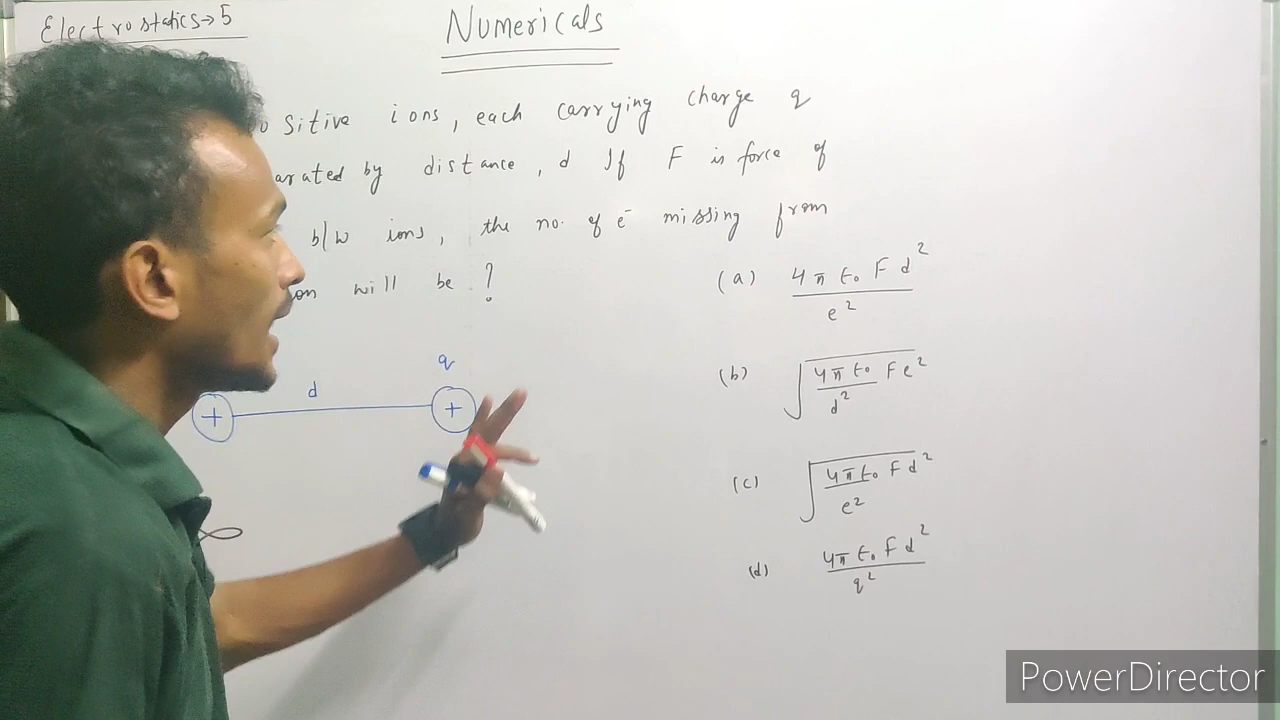 Electrostatics→5
Numericals
ositive ions, each carrying charge q
arated by distance, d If F is force of
b/w ions, the no. of e⁻ missing from
on will be ?
(a) 4π ε₀ F d² / e²
(b) √(4π ε₀ / d² F e²)
(c) √(4π ε₀ F d² / e²)
(d) 4π ε₀ F d² / q²
q
d
+
+
PowerDirector